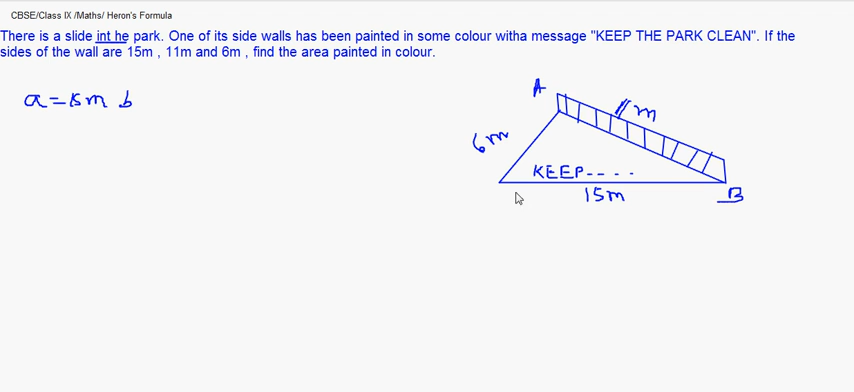 CBSE/Class IX /Maths/ Heron's Formula
There is a slide int he park. One of its side walls has been painted in some colour witha message "KEEP THE PARK CLEAN". If the
sides of the wall are 15m , 11m and 6m , find the area painted in colour.
a = 15m b
A
11 m
6m
KEEP- - - -
15m
B